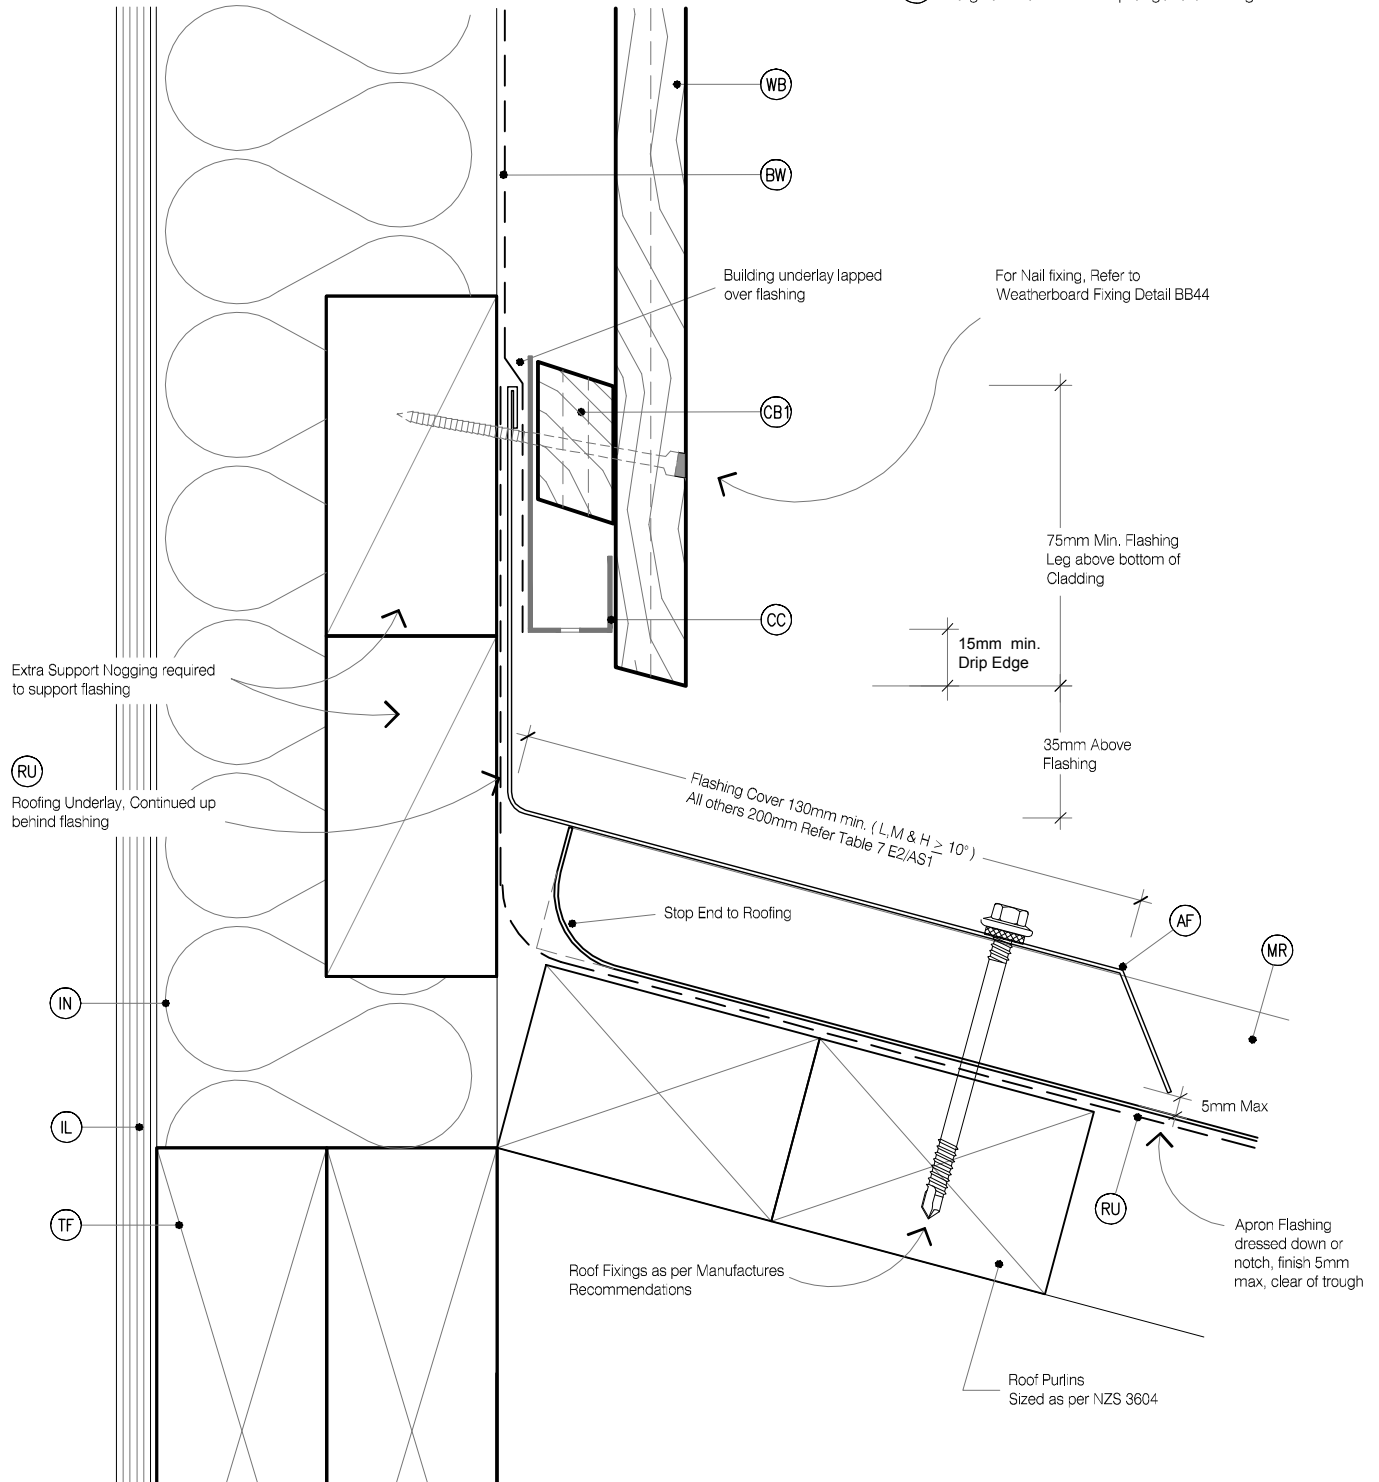 WB
BW
Building underlay lapped
over flashing
For Nail fixing, Refer to
Weatherboard Fixing Detail BB44
CB1
75mm Min. Flashing
Leg above bottom of
Cladding
CC
15mm min.
Drip Edge
Extra Support Nogging required
to support flashing
35mm Above
Flashing
RU
Roofing Underlay, Continued up
behind flashing
Flashing Cover 130mm min. ( L,M & H ≥ 10° )
All others 200mm Refer Table 7 E2/AS1
Stop End to Roofing
AF
MR
IN
5mm Max
IL
RU
TF
Apron Flashing
dressed down or
notch, finish 5mm
max, clear of trough
Roof Fixings as per Manufactures
Recommendations
Roof Purlins
Sized as per NZS 3604